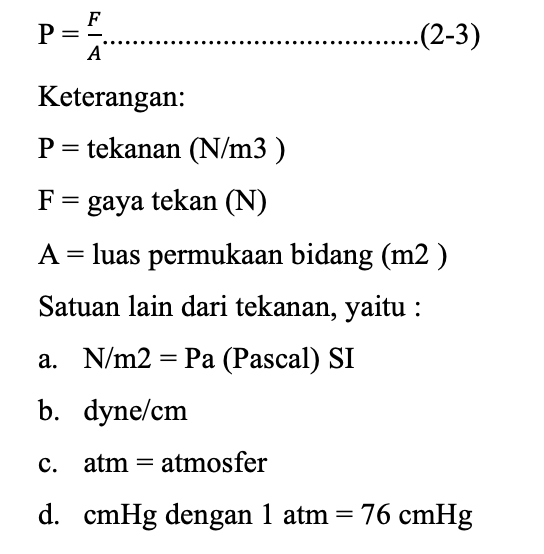 P = F/A..........................................(2-3)
Keterangan:
P = tekanan (N/m3 )
F = gaya tekan (N)
A = luas permukaan bidang (m2 )
Satuan lain dari tekanan, yaitu :
a. N/m2 = Pa (Pascal) SI
b. dyne/cm
c. atm = atmosfer
d. cmHg dengan 1 atm = 76 cmHg